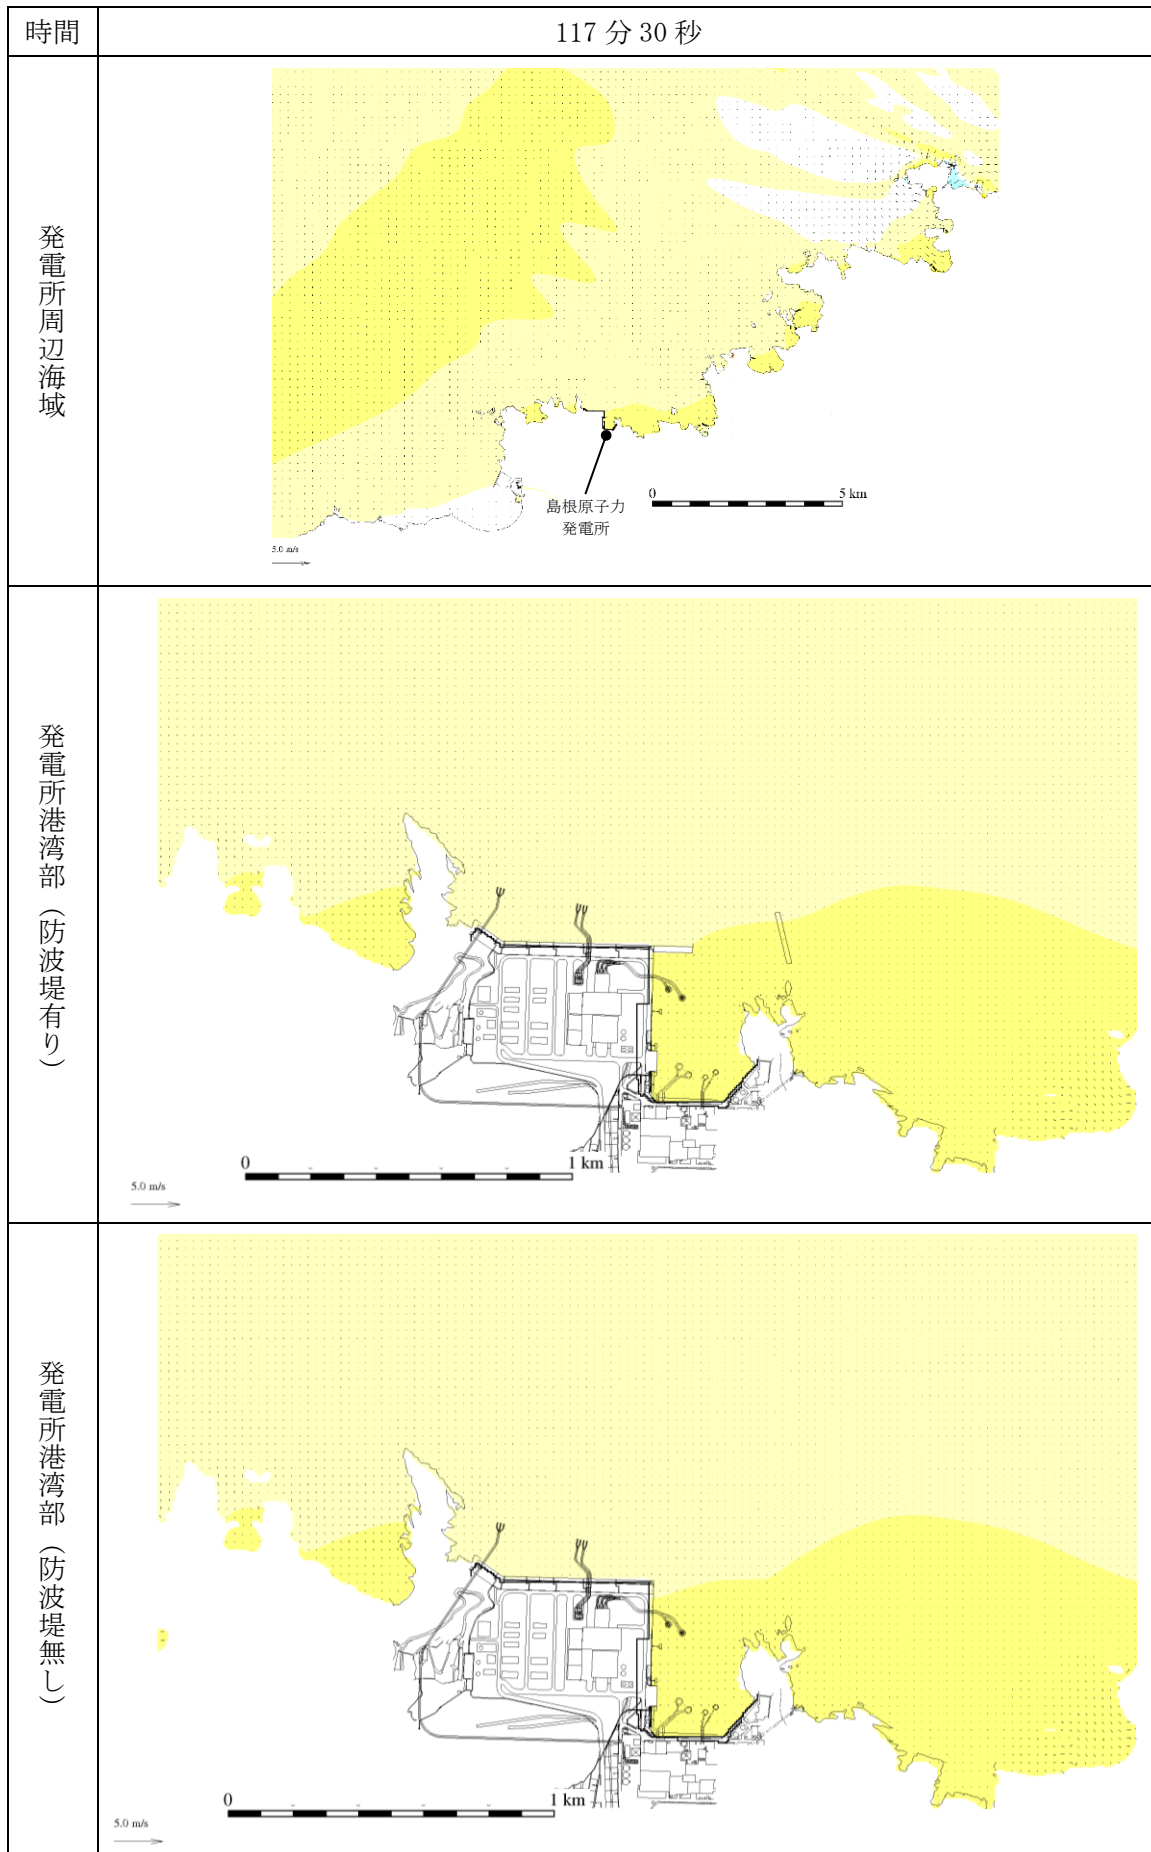 時間
117 分 30 秒
発電所周辺海域
島根原子力
発電所
0
5 km
5.0 m/s
発電所港湾部（防波堤有り）
0
1 km
5.0 m/s
発電所港湾部（防波堤無し）
0
1 km
5.0 m/s